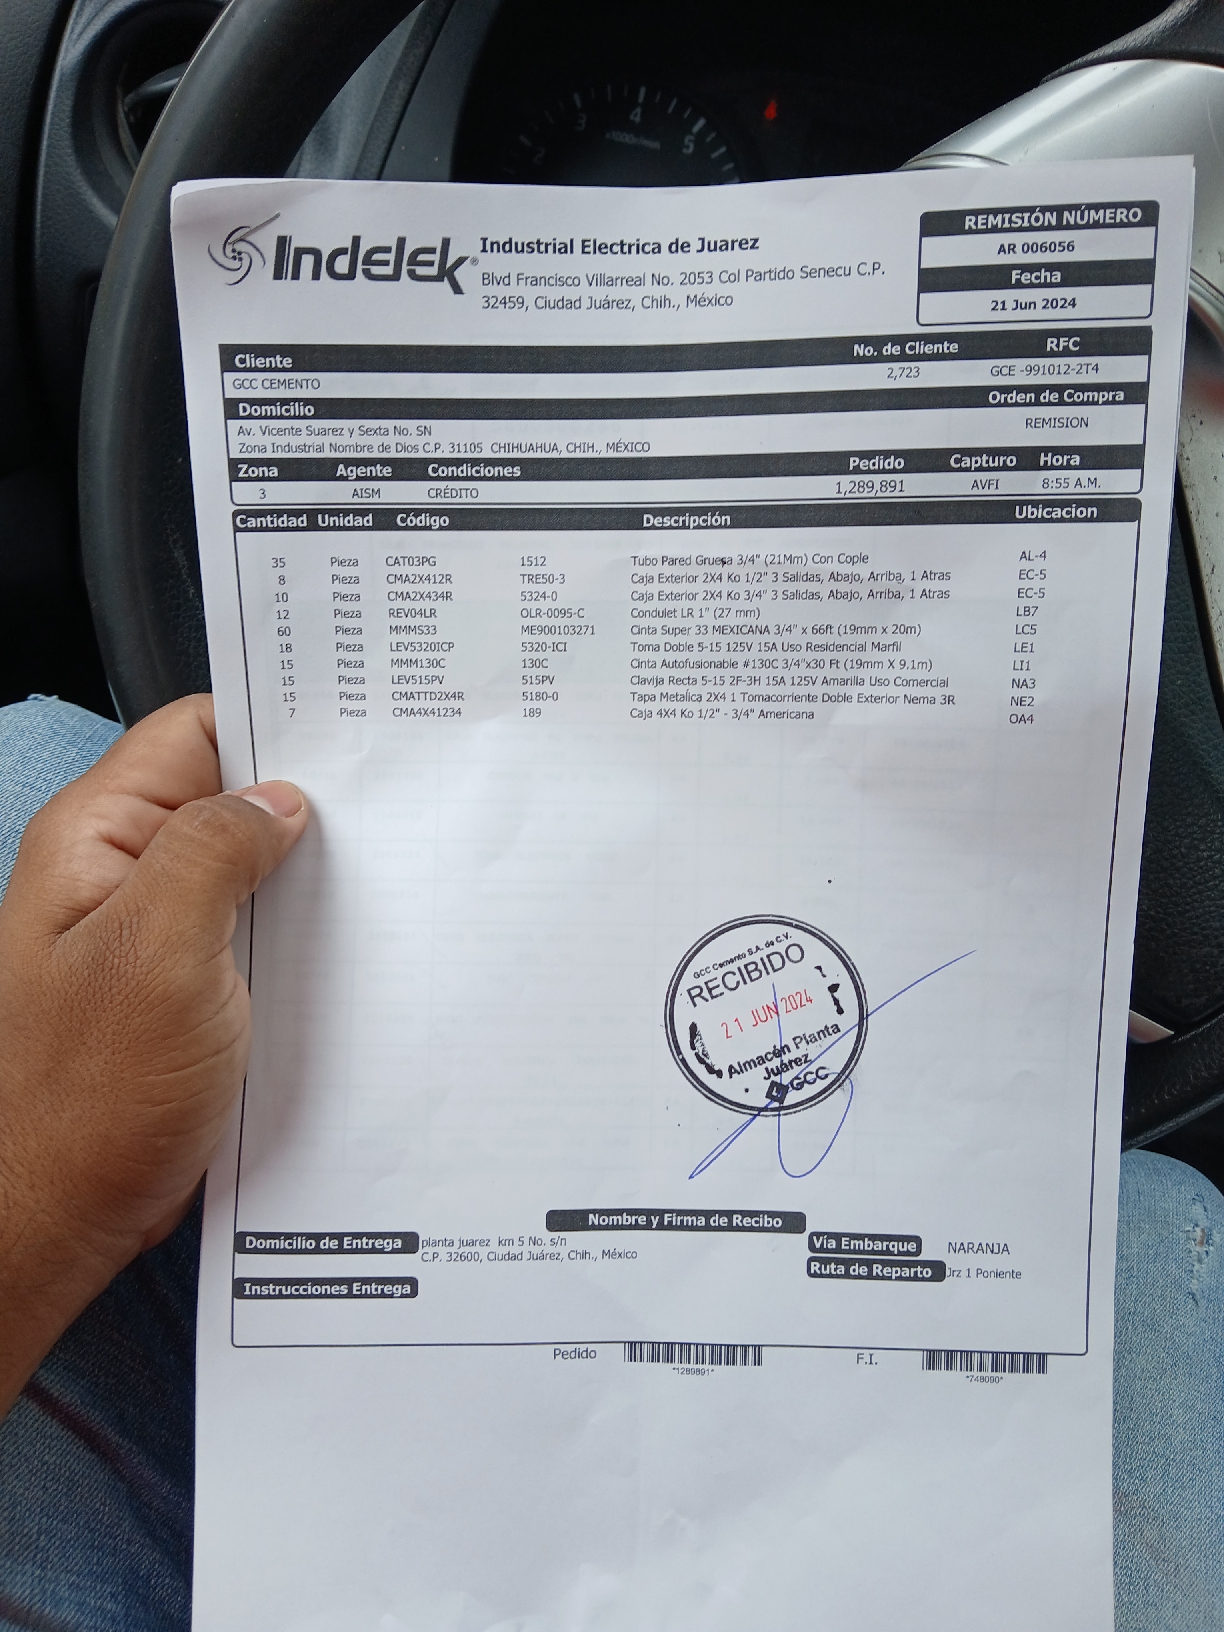 2 3 4 5
x1000r/min
Indelek®
Industrial Electrica de Juarez
Blvd Francisco Villarreal No. 2053 Col Partido Senecu C.P.
32459, Ciudad Juárez, Chih., México
REMISIÓN NÚMERO
AR 006056
Fecha
21 Jun 2024
Cliente No. de Cliente RFC
GCC CEMENTO 2,723 GCE -991012-2T4
Domicilio Orden de Compra
Av. Vicente Suarez y Sexta No. SN REMISION
Zona Industrial Nombre de Dios C.P. 31105 CHIHUAHUA, CHIH., MÉXICO
Zona Agente Condiciones Pedido Capturo Hora
3 AISM CRÉDITO 1,289,891 AVFI 8:55 A.M.
Cantidad Unidad Código Descripción Ubicacion
35 Pieza CAT03PG 1512 Tubo Pared Gruesa 3/4" (21Mm) Con Cople AL-4
8 Pieza CMA2X412R TRE50-3 Caja Exterior 2X4 Ko 1/2" 3 Salidas, Abajo, Arriba, 1 Atras EC-5
10 Pieza CMA2X434R 5324-0 Caja Exterior 2X4 Ko 3/4" 3 Salidas, Abajo, Arriba, 1 Atras EC-5
12 Pieza REV04LR OLR-0095-C Condulet LR 1" (27 mm) LB7
60 Pieza MMMS33 ME900103271 Cinta Super 33 MEXICANA 3/4" x 66ft (19mm x 20m) LC5
18 Pieza LEV5320ICP 5320-ICI Toma Doble 5-15 125V 15A Uso Residencial Marfil LE1
15 Pieza MMM130C 130C Cinta Autofusionable #130C 3/4"x30 Ft (19mm X 9.1m) LI1
15 Pieza LEV515PV 515PV Clavija Recta 5-15 2F-3H 15A 125V Amarilla Uso Comercial NA3
15 Pieza CMATTD2X4R 5180-0 Tapa Metalica 2X4 1 Tomacorriente Doble Exterior Nema 3R NE2
7 Pieza CMA4X41234 189 Caja 4X4 Ko 1/2" - 3/4" Americana OA4
GCC Cemento S.A. de C.V.
RECIBIDO
21 JUN 2024
Almacén Planta
Juárez
GCC
Nombre y Firma de Recibo
Domicilio de Entrega planta juarez km 5 No. s/n Vía Embarque NARANJA
C.P. 32600, Ciudad Juárez, Chih., México
Ruta de Reparto Jrz 1 Poniente
Instrucciones Entrega
Pedido F.I.
*1289891* *748090*